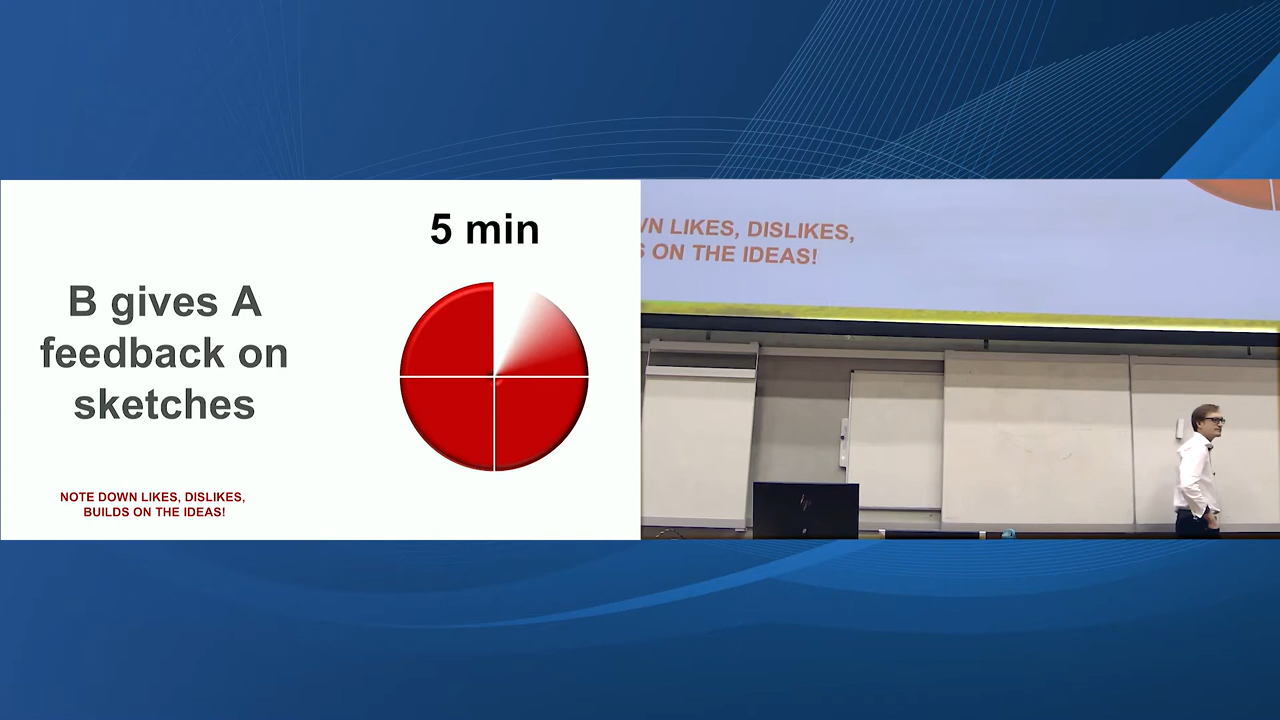 5 min
B gives A
feedback on
sketches
NOTE DOWN LIKES, DISLIKES,
BUILDS ON THE IDEAS!
LIKES, DISLIKES,
ON THE IDEAS!
hp